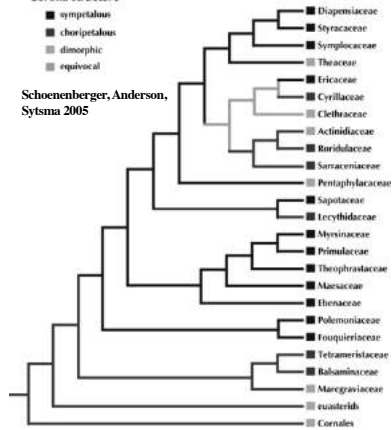 sympetalous
choripetalous
dimorphic
equivocal
Schoenenberger, Anderson,
Sytsma 2005
Diapensiaceae
Styracaceae
Symplocaceae
Theaceae
Ericaceae
Cyrillaceae
Clethraceae
Actinidiaceae
Roridulaceae
Sarraceniaceae
Pentaphylacaceae
Sapotaceae
Lecythidaceae
Myrsinaceae
Primulaceae
Theophrastaceae
Maesaceae
Ebenaceae
Polemoniaceae
Fouquieriaceae
Tetrameristaceae
Balsaminaceae
Marcgraviaceae
euasterids
Cornales